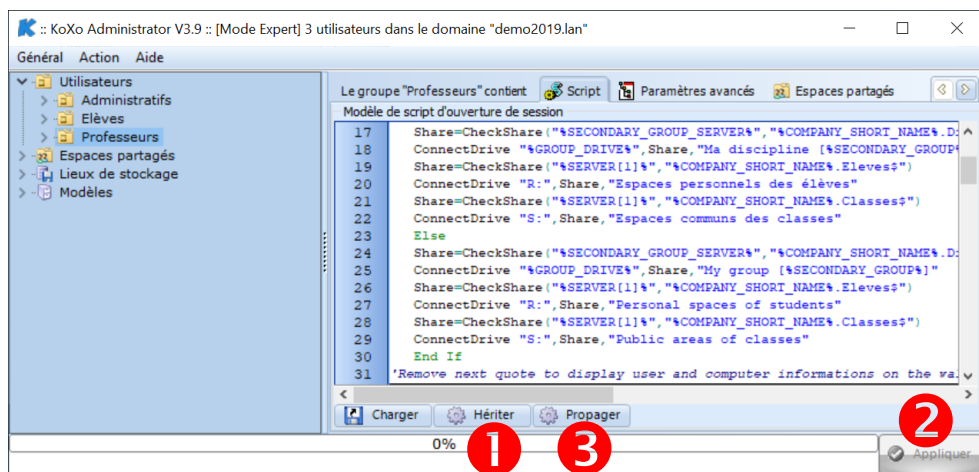 :: KoXo Administrator V3.9 :: [Mode Expert] 3 utilisateurs dans le domaine "demo2019.lan"
Général Action Aide
Utilisateurs
Administratifs
Elèves
Professeurs
Espaces partagés
Lieux de stockage
Modèles
Le groupe "Professeurs" contient Script Paramètres avancés Espaces partagés
Modèle de script d'ouverture de session
17 Share=CheckShare("%SECONDARY_GROUP_SERVER%","%COMPANY_SHORT_NAME%.Di
18 ConnectDrive "%GROUP_DRIVE%",Share,"Ma discipline [%SECONDARY_GROUP%
19 Share=CheckShare("%SERVER[1]%","%COMPANY_SHORT_NAME%.Eleves$")
20 ConnectDrive "R:",Share,"Espaces personnels des élèves"
21 Share=CheckShare("%SERVER[1]%","%COMPANY_SHORT_NAME%.Classes$")
22 ConnectDrive "S:",Share,"Espaces communs des classes"
23 Else
24 Share=CheckShare("%SECONDARY_GROUP_SERVER%","%COMPANY_SHORT_NAME%.Di
25 ConnectDrive "%GROUP_DRIVE%",Share,"My group [%SECONDARY_GROUP%]"
26 Share=CheckShare("%SERVER[1]%","%COMPANY_SHORT_NAME%.Eleves$")
27 ConnectDrive "R:",Share,"Personal spaces of students"
28 Share=CheckShare("%SERVER[1]%","%COMPANY_SHORT_NAME%.Classes$")
29 ConnectDrive "S:",Share,"Public areas of classes"
30 End If
31 'Remove next quote to display user and computer informations on the wal
Charger Hériter Propager
0%
1
3
2
Appliquer